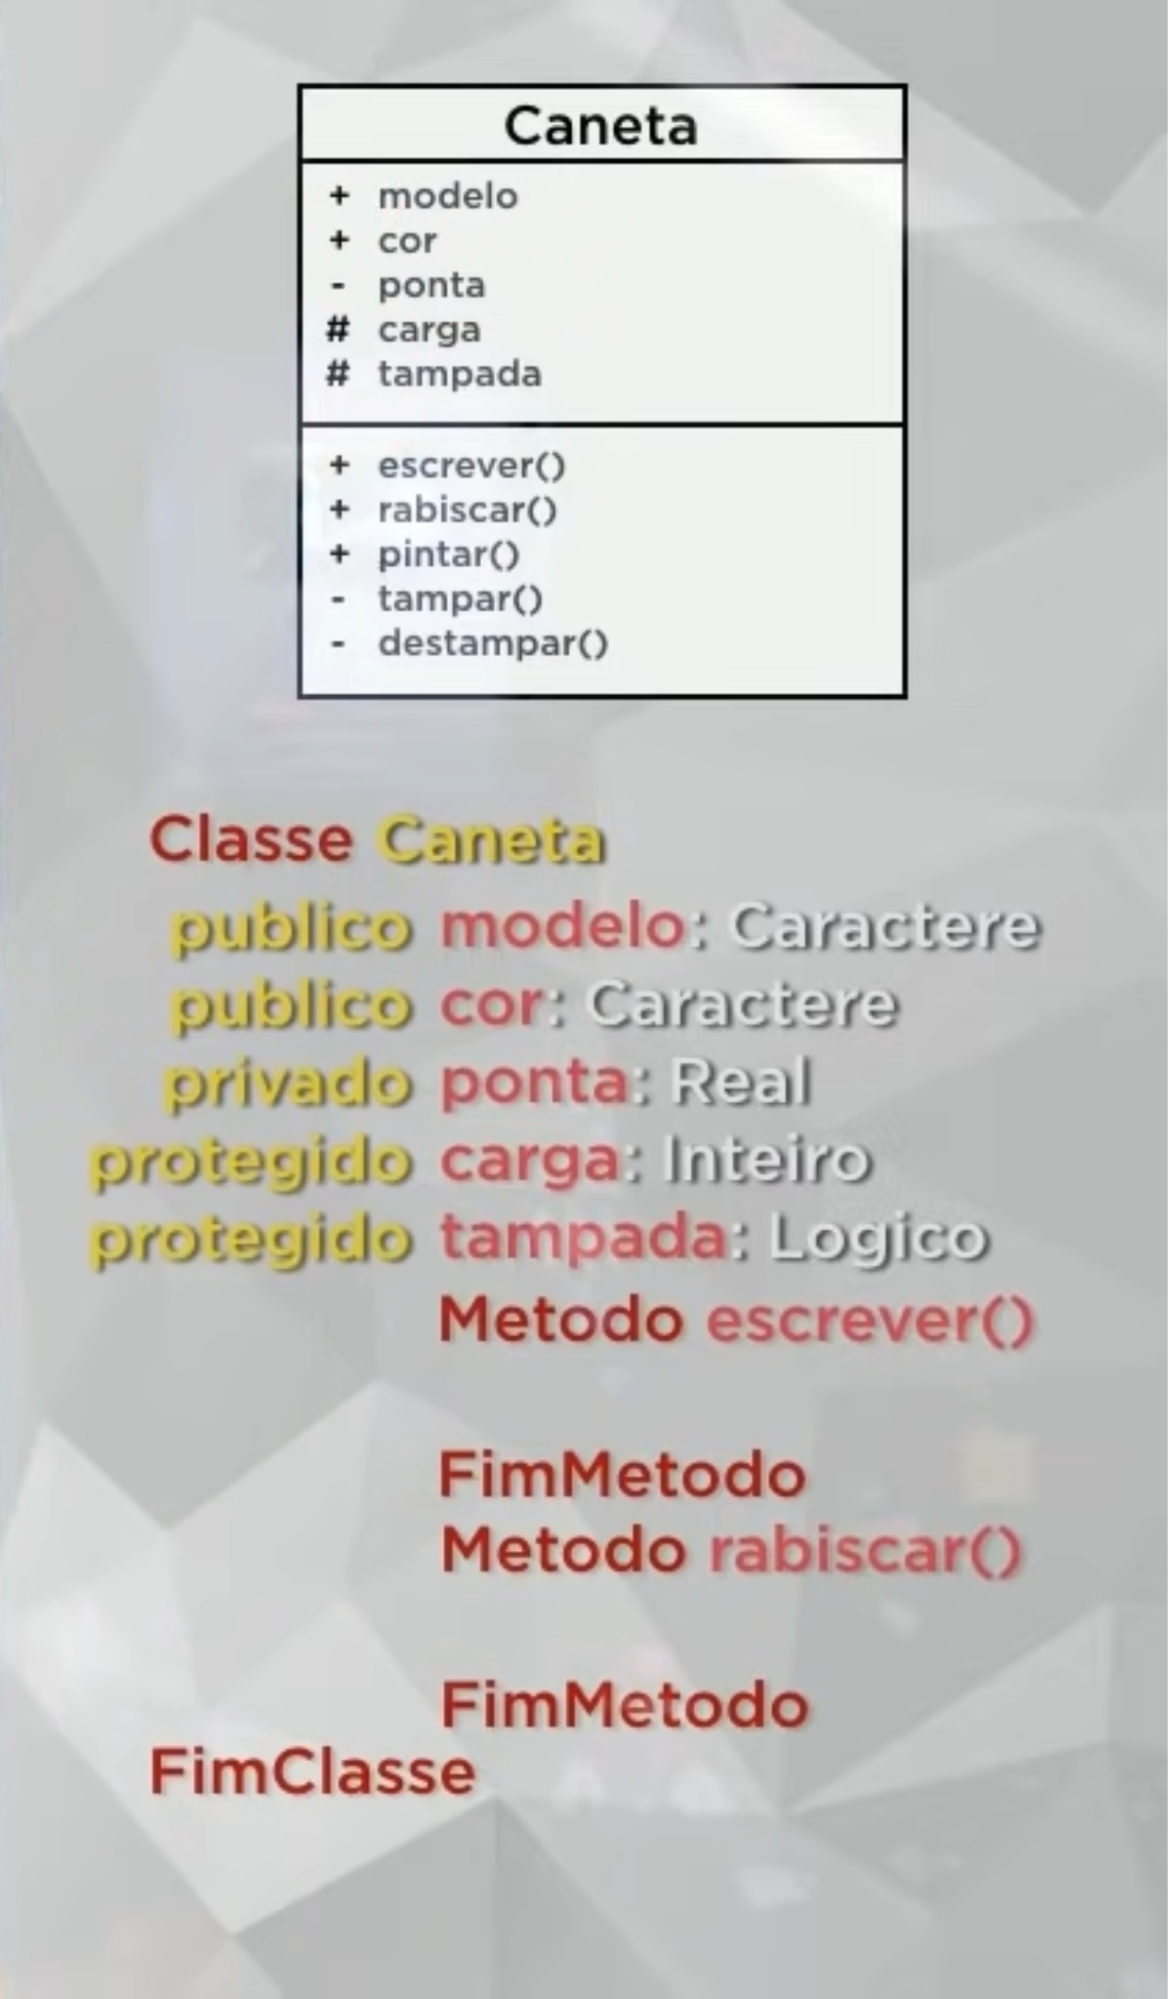 Caneta
+ modelo
+ cor
- ponta
# carga
# tampada
+ escrever()
+ rabiscar()
+ pintar()
- tampar()
- destampar()
Classe Caneta
publico modelo: Caractere
publico cor: Caractere
privado ponta: Real
protegido carga: Inteiro
protegido tampada: Logico
Metodo escrever()
FimMetodo
Metodo rabiscar()
FimMetodo
FimClasse